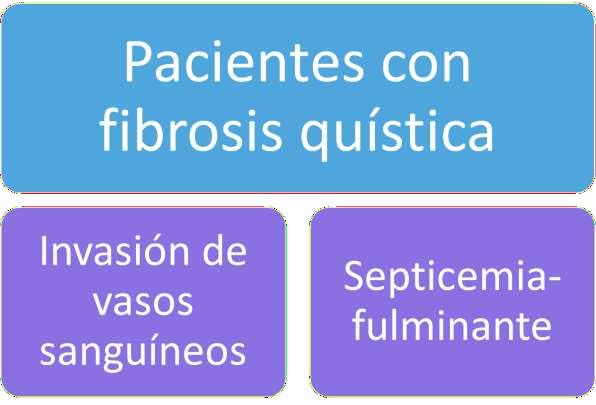 Pacientes con
fibrosis quística
Invasión de
vasos
sanguíneos
Septicemia-
fulminante